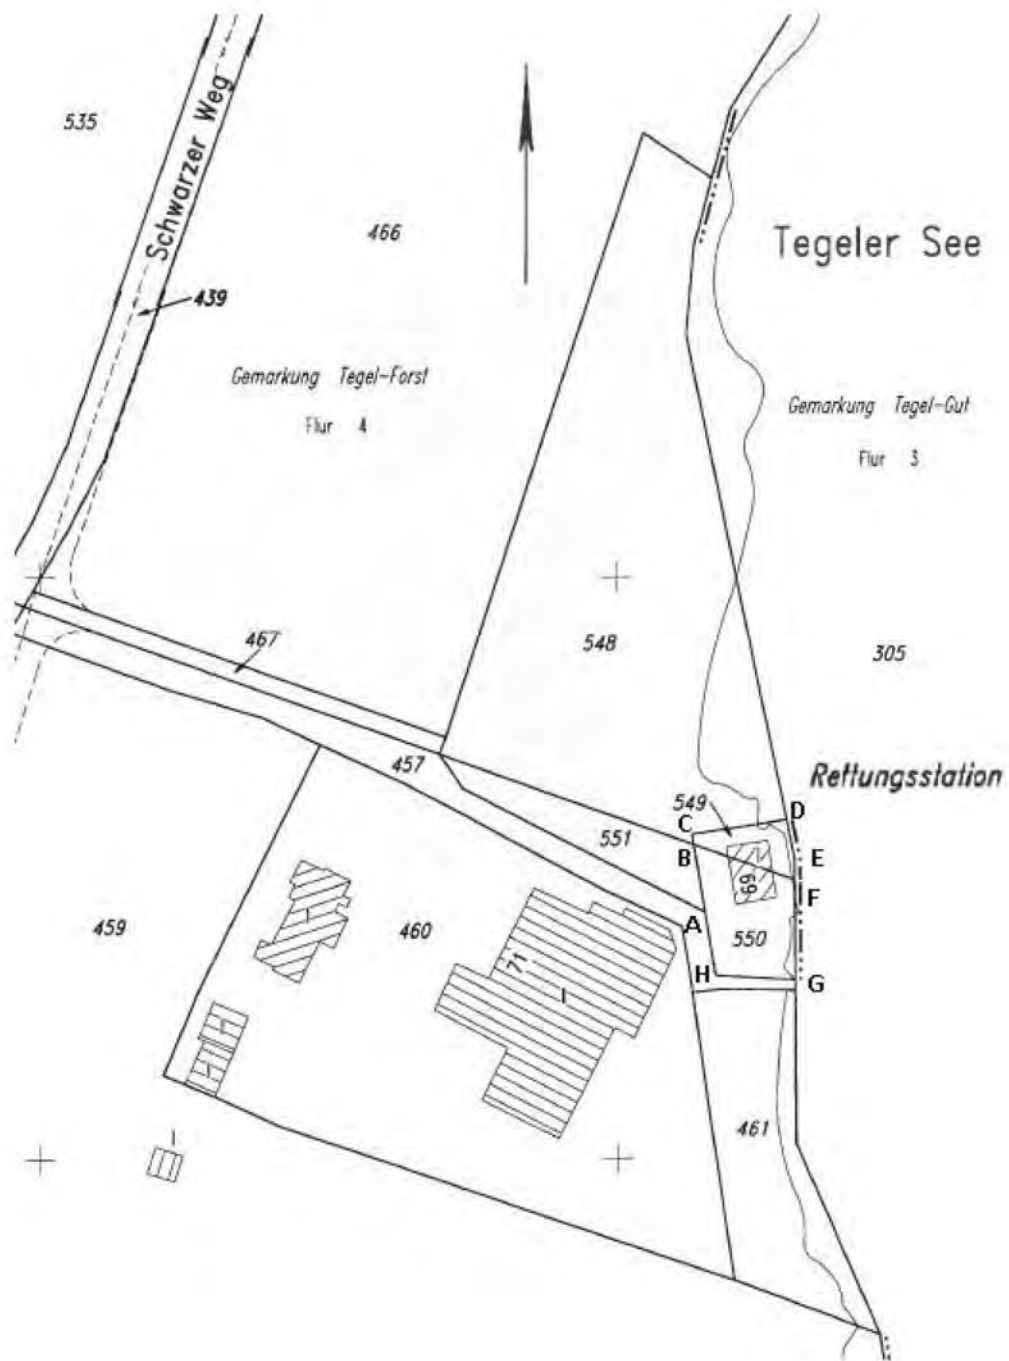 535
Schwarzer Weg
466
Tegeler See
439
Gemarkung Tegel-Forst
Flur 4
Gemarkung Tegel-Gut
Flur 3
467
548
305
457
Rettungsstation
549
D
C
551
B
E
69
F
A
459
460
550
71
H
G
461